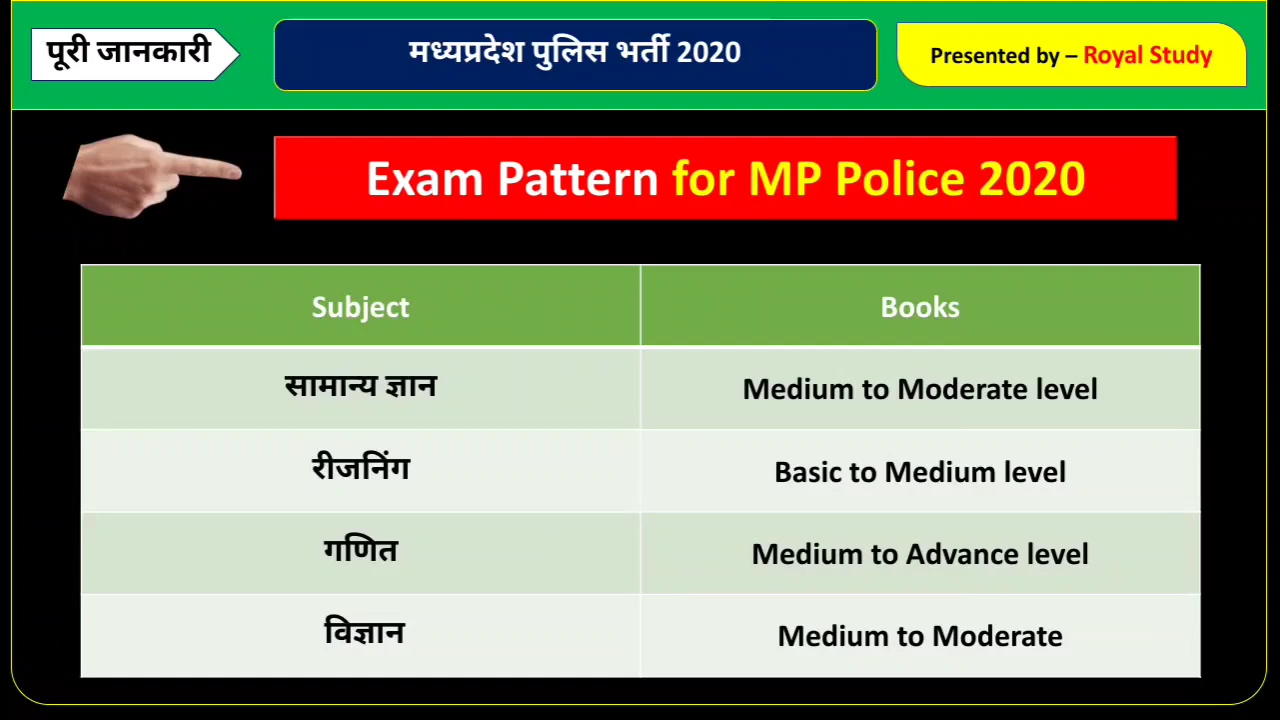 पूरी जानकारी
मध्यप्रदेश पुलिस भर्ती 2020
Presented by – Royal Study
Exam Pattern for MP Police 2020
Subject
Books
सामान्य ज्ञान
Medium to Moderate level
रीजनिंग
Basic to Medium level
गणित
Medium to Advance level
विज्ञान
Medium to Moderate